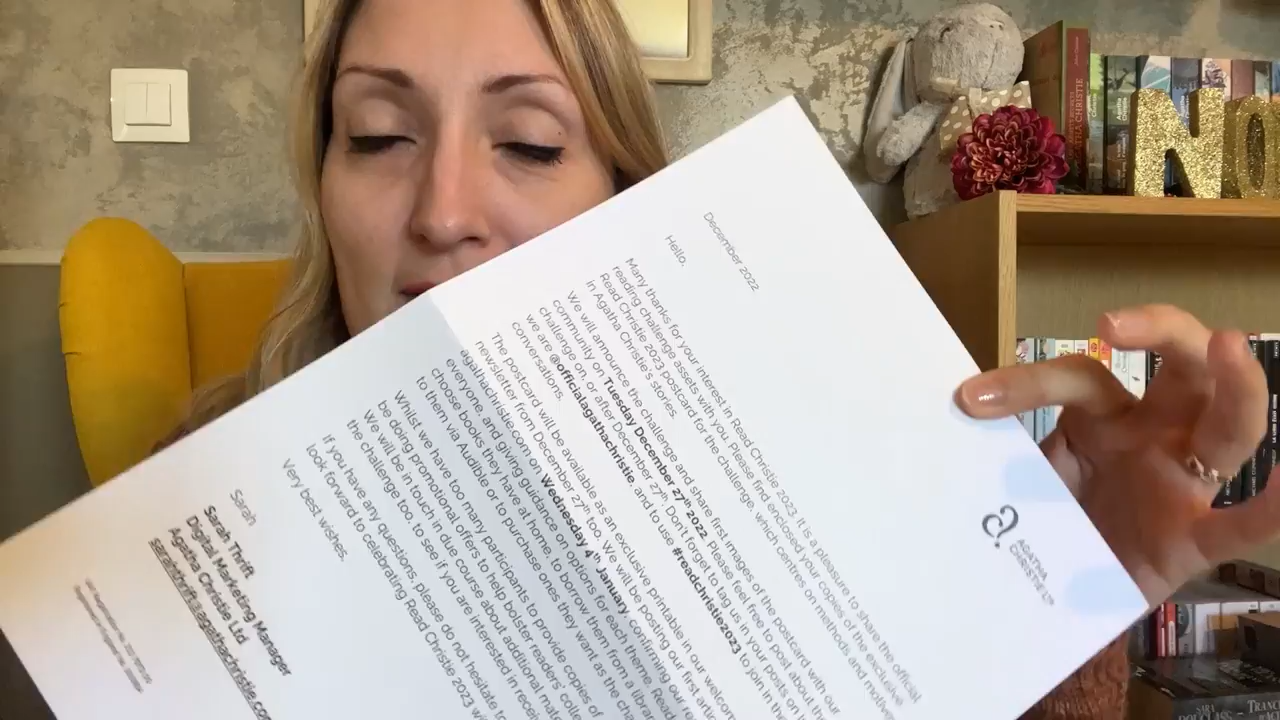 AGATHA
CHRISTIE
December 2022
Hello,
Many thanks for your interest in Read Christie 2023. It is a pleasure to share the official
reading challenge assets with you. Please find enclosed your copies of the exclusive
Read Christie 2023 postcard for the challenge, which centres on methods and motives
in Agatha Christie's stories.
We will announce the challenge and share first images of the postcard with our
community on Tuesday December 27th 2022. Please feel free to post about the
challenge on, or after December 27th. Don't forget to tag us in your posts on
we are @officialagathachristie, and to use #readchristie2023 to join in the
conversations.
The postcard will be available as an exclusive printable in our welcome
newsletter from December 27th too. We will be posting our first
agathachristie.com on Wednesday 4th January confirming our
everyone, and giving guidance or options for each theme.
choose books they have at home, to borrow them from a
to them via Audible or to purchase ones they want as the
Whilst we have too many participants to provide copies of
be doing promotional offers to help bolster readers'
We will be in touch in due course about additional
the challenge too, to see if you are interested in
If you have any questions, please do not hesitate to
look forward to celebrating Read Christie 2023
Very best wishes,
Sarah
Sarah Thrift
Digital Marketing Manager
Agatha Christie Ltd
NO
AGATHA CHRISTIE
SARA